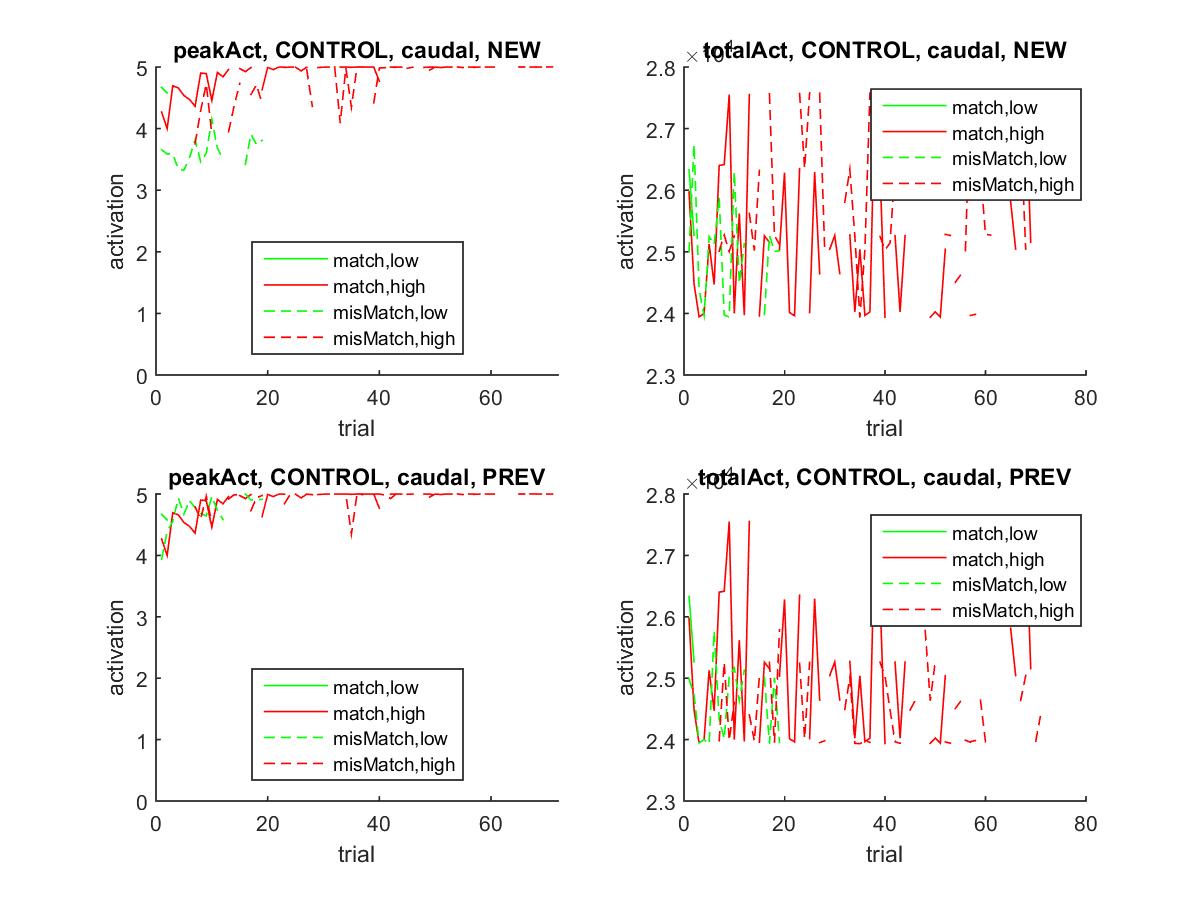 peakAct, CONTROL, caudal, NEW
5
4
3
2
1
0
activation
match,low
match,high
misMatch,low
misMatch,high
0 20 40 60
trial
totalAct, CONTROL, caudal, NEW
2.8
2.7
2.6
2.5
2.4
2.3
activation
match,low
match,high
misMatch,low
misMatch,high
0 20 40 60 80
trial
peakAct, CONTROL, caudal, PREV
5
4
3
2
1
0
activation
match,low
match,high
misMatch,low
misMatch,high
0 20 40 60
trial
totalAct, CONTROL, caudal, PREV
2.8
2.7
2.6
2.5
2.4
2.3
activation
match,low
match,high
misMatch,low
misMatch,high
0 20 40 60 80
trial